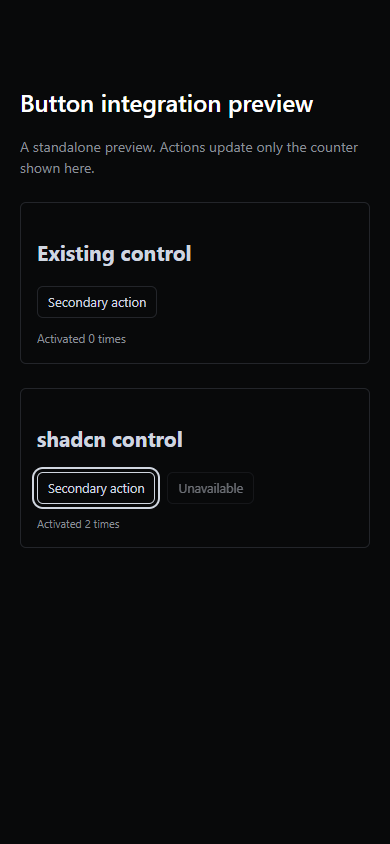 Button integration preview
A standalone preview. Actions update only the counter
shown here.
Existing control
Secondary action
Activated 0 times
shadcn control
Secondary action
Unavailable
Activated 2 times